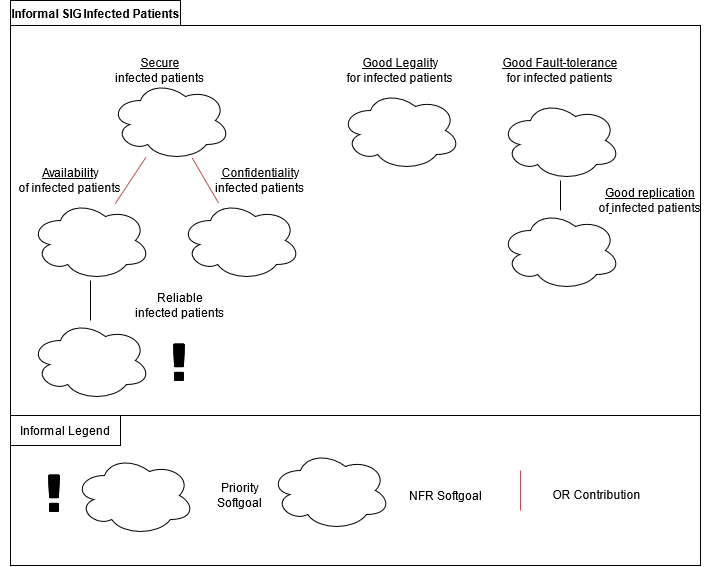 Informal SIG Infected Patients
Secure
infected patients
Good Legality
for infected patients
Good Fault-tolerance
for infected patients
Availability
of infected patients
Confidentiality
infected patients
Good replication
of infected patients
Reliable
infected patients
!
Informal Legend
!
Priority
Softgoal
NFR Softgoal
OR Contribution